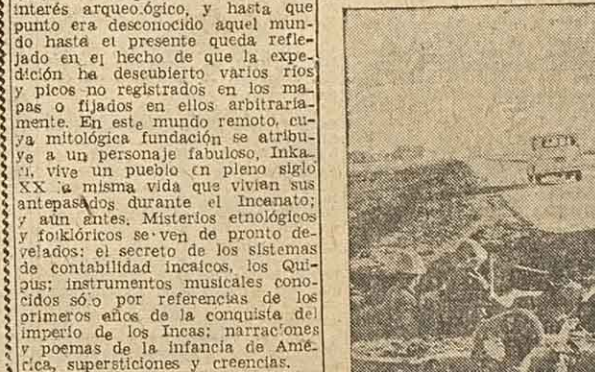 interés arqueo ógico, y hasta que
punto era desconocido aquel mun-
do hasta el presente queda refle-
jado en el hecho de que la expe-
dición ha descubierto varios ríos
y picos no registrados en los ma_
pas o fijados en ellos arbitraria-
mente. En este mundo remoto, cu-
ya mitológica fundación se atribu-
ye a un personaje fabuloso, Inka_
rí, vive un pueblo en pleno siglo
XX la misma vida que vivían sus
antepasados durante el Incanato;
y aún antes. Misterios etnológicos
y folklóricos se ven de pronto de-
velados: el secreto de los sistemas
de contabilidad incaicos, los Qui-
pus; instrumentos musicales cono-
cidos só o por referencias de los
primeros años de la conquista del
imperio de los Incas; narraciones
y poemas de la infancia de Amé-
rica, supersticiones y creencias.